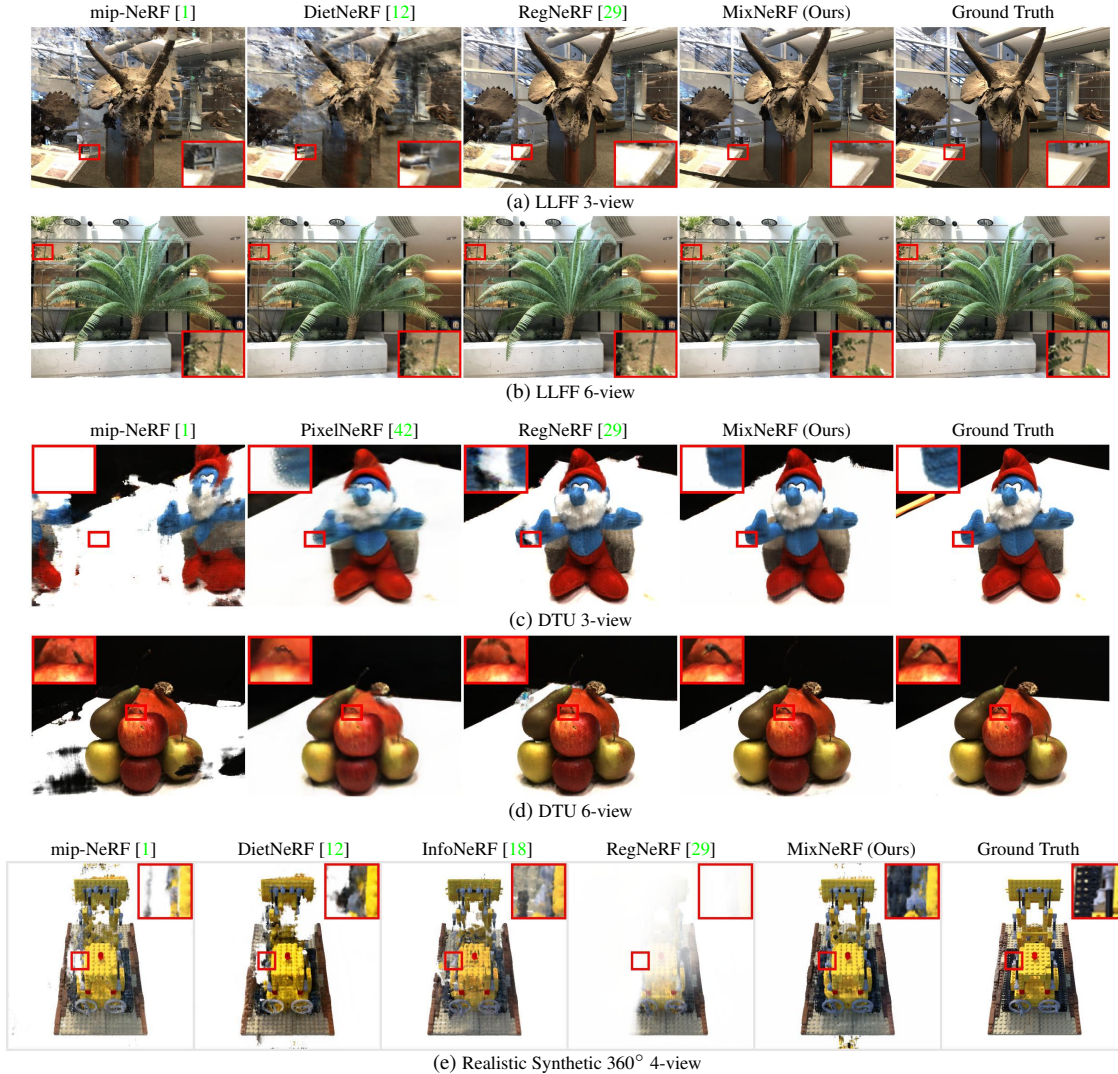 mip-NeRF [1] DietNeRF [12] RegNeRF [29] MixNeRF (Ours) Ground Truth
(a) LLFF 3-view
(b) LLFF 6-view
mip-NeRF [1] PixelNeRF [42] RegNeRF [29] MixNeRF (Ours) Ground Truth
(c) DTU 3-view
(d) DTU 6-view
mip-NeRF [1] DietNeRF [12] InfoNeRF [18] RegNeRF [29] MixNeRF (Ours) Ground Truth
(e) Realistic Synthetic 360° 4-view